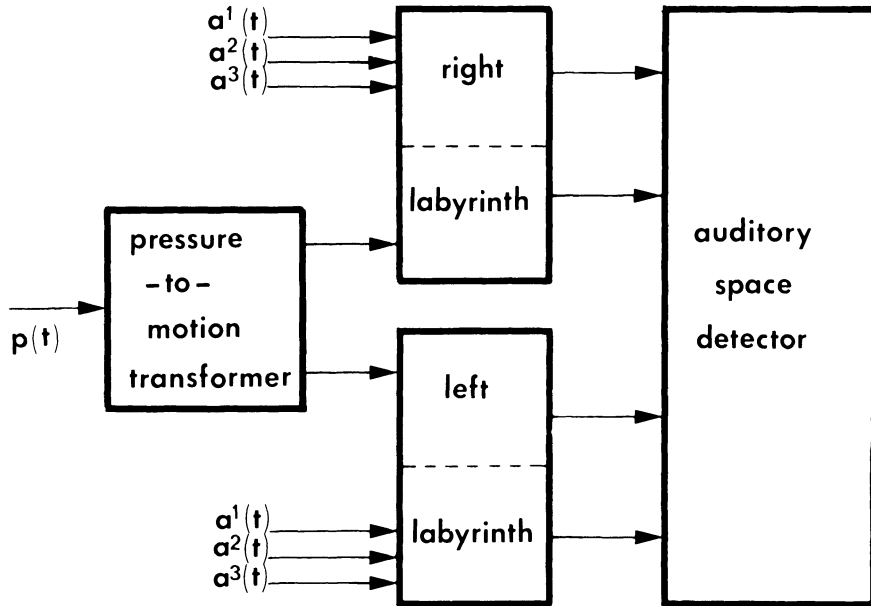 a¹(t)
a²(t)
a³(t)
right
labyrinth
pressure
-to-
motion
transformer
p(t)
auditory
space
detector
left
labyrinth
a¹(t)
a²(t)
a³(t)